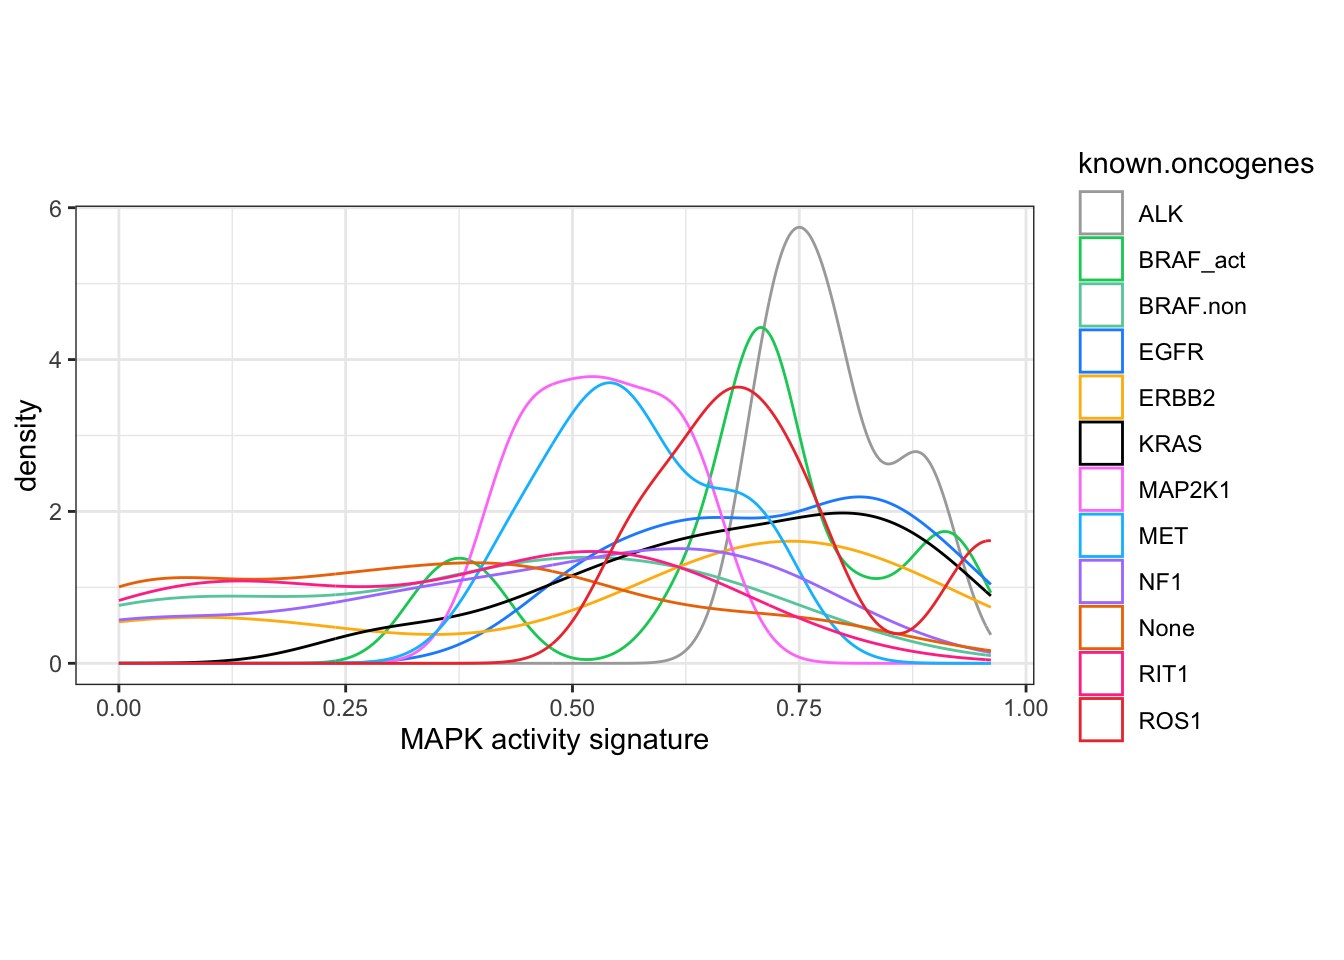 known.oncogenes
ALK
BRAF_act
BRAF.non
EGFR
ERBB2
KRAS
MAP2K1
MET
NF1
None
RIT1
ROS1
6
4
2
0
density
0.00 0.25 0.50 0.75 1.00
MAPK activity signature